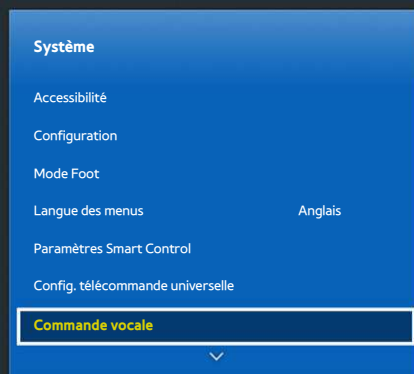 Système
Accessibilité
Configuration
Mode Foot
Langue des menus Anglais
Paramètres Smart Control
Config. télécommande universelle
Commande vocale